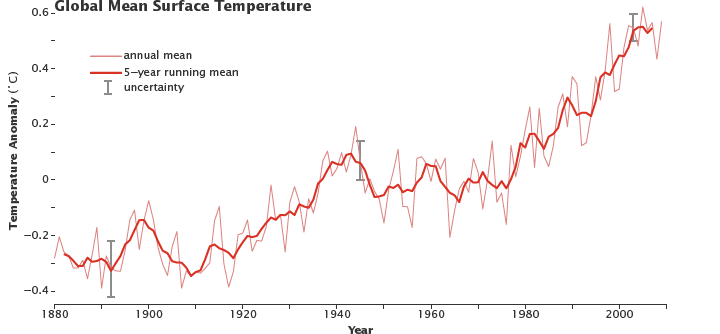 Global Mean Surface Temperature
0.6
annual mean
5−year running mean
uncertainty
0.4
0.2
0
−0.2
−0.4
Temperature Anomaly (˚C)
1880 1900 1920 1940 1960 1980 2000
Year